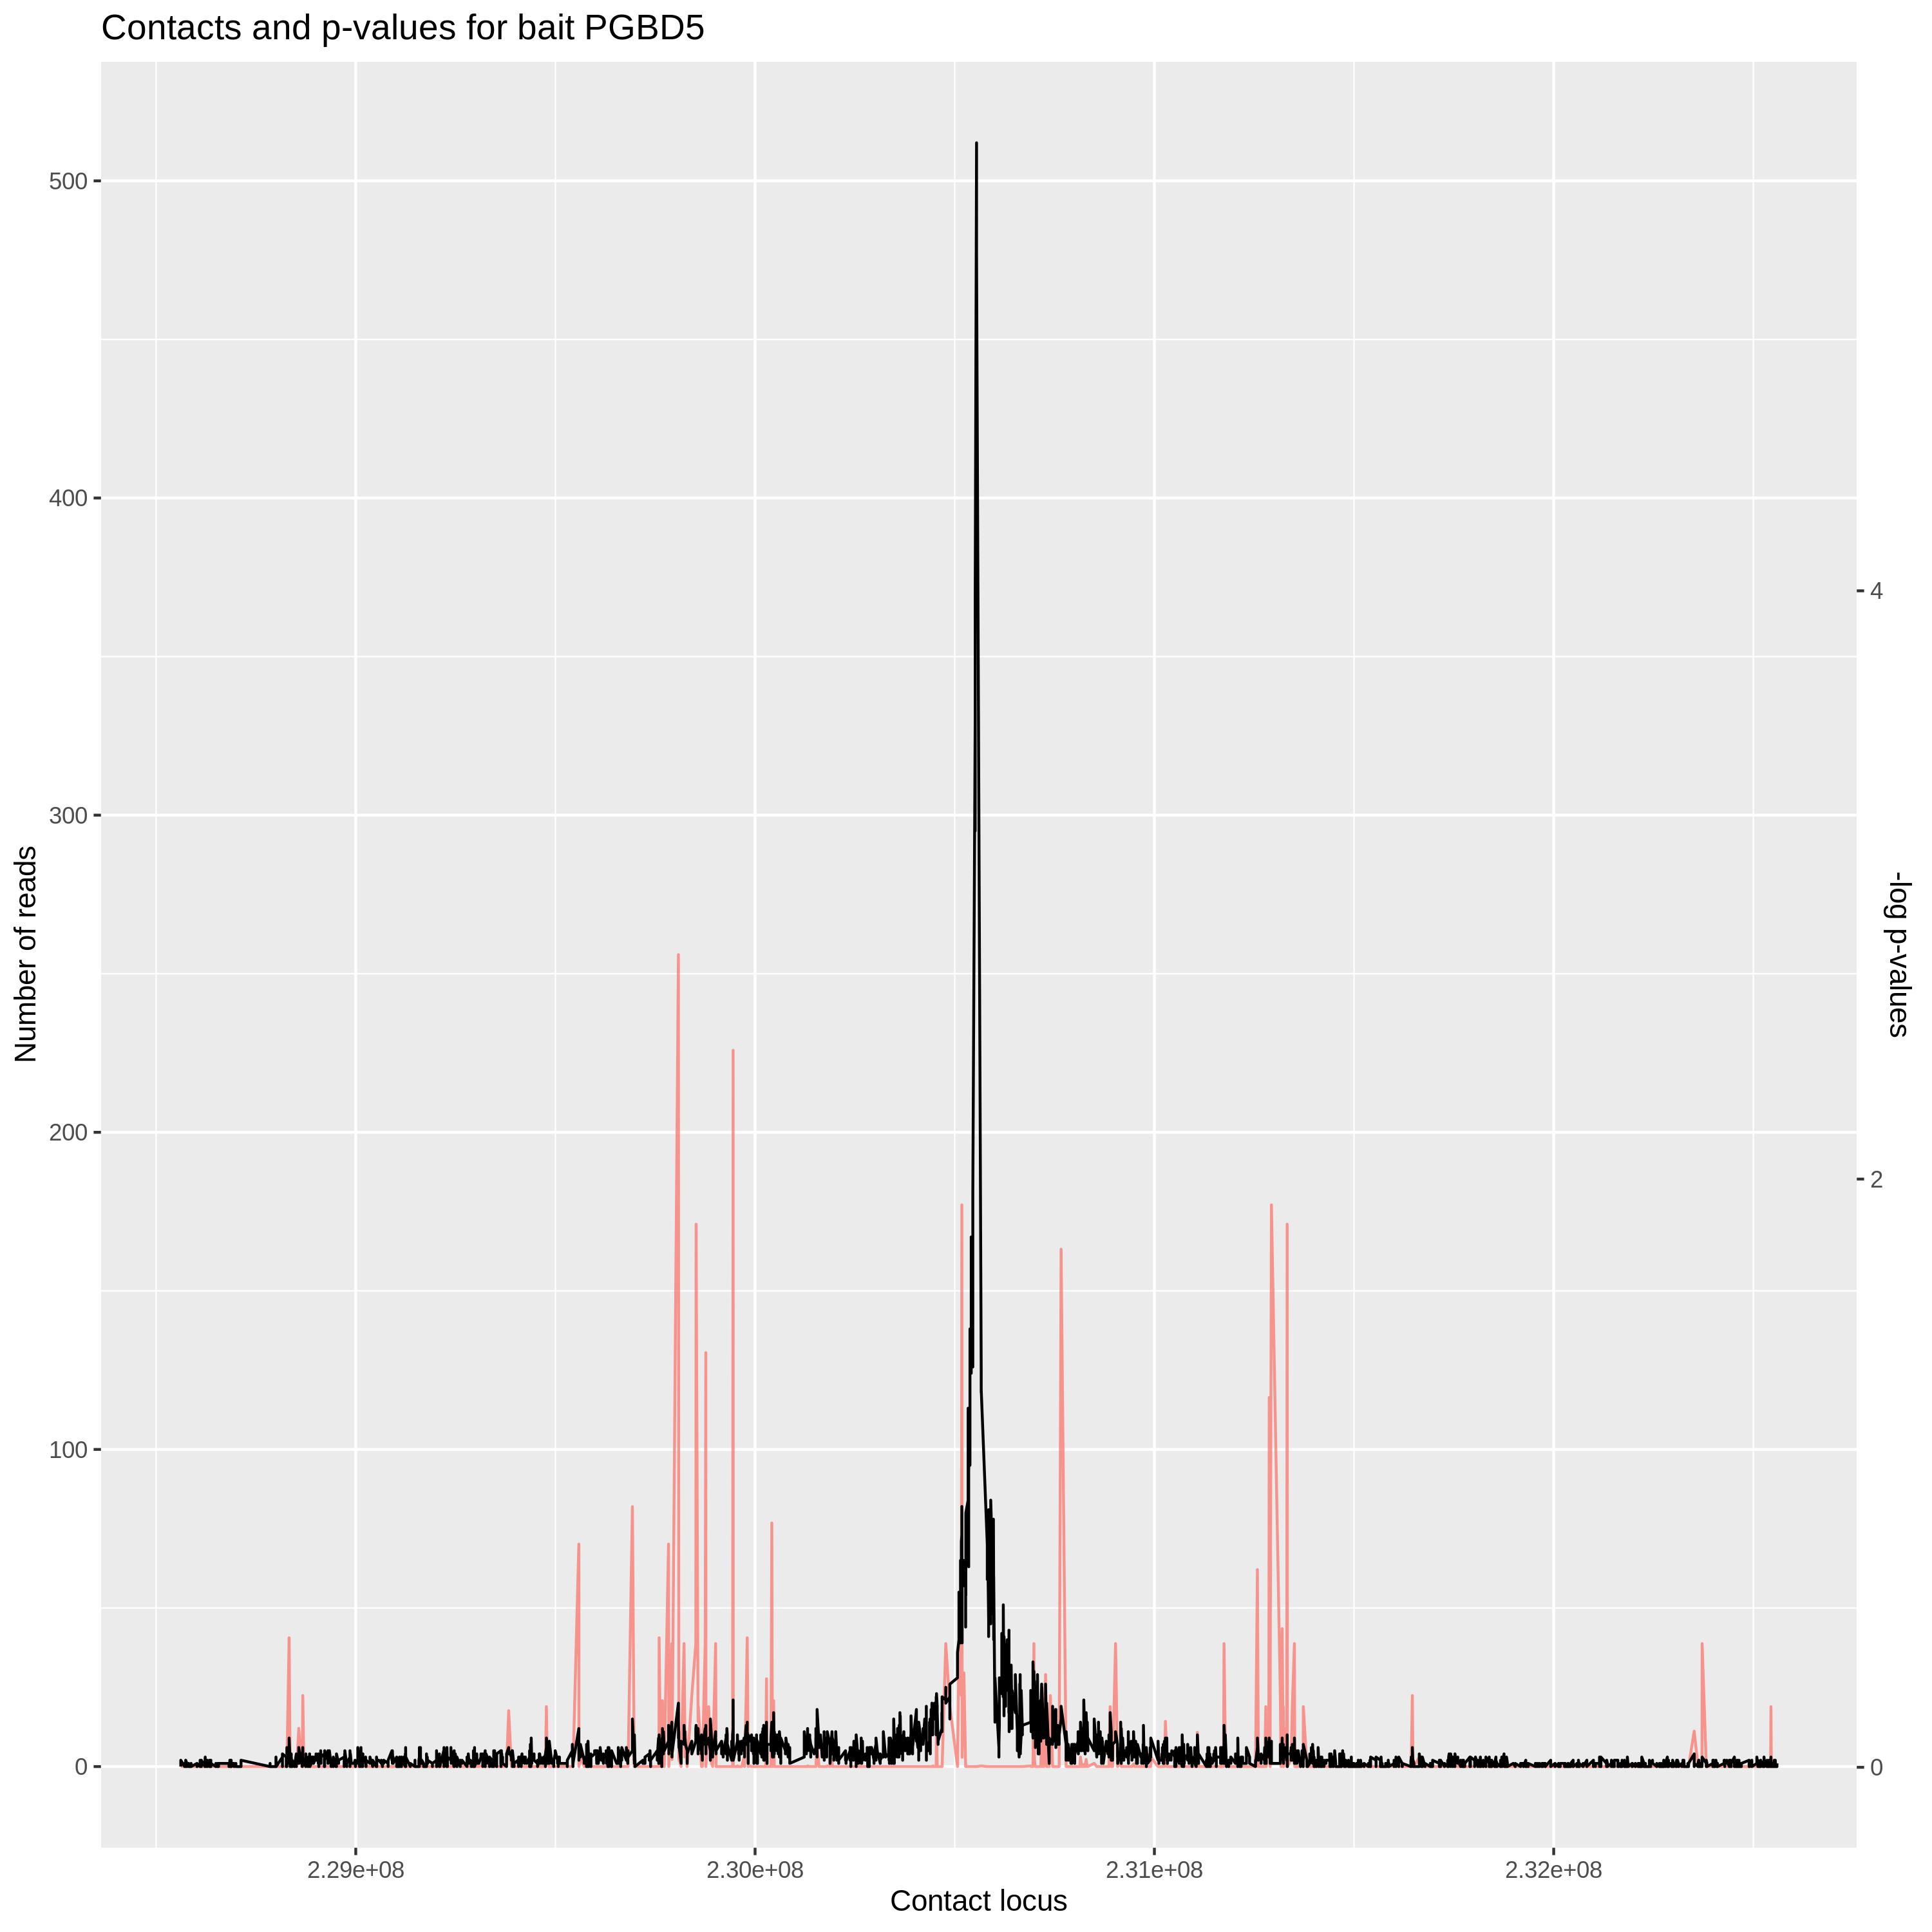 Contacts and p-values for bait PGBD5
500
400
300
200
100
0
Number of reads
4
2
0
-log p-values
2.29e+08
2.30e+08
2.31e+08
2.32e+08
Contact locus